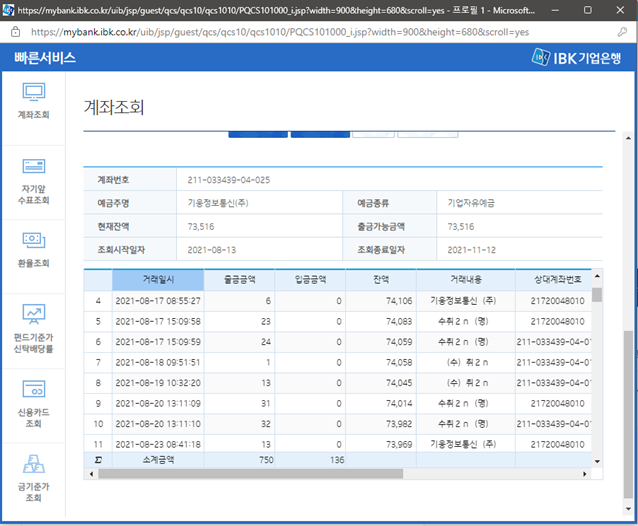 https://mybank.ibk.co.kr/uib/jsp/guest/qcs/qcs10/qcs1010/PQCS101000_i.jsp?width=900&height=680&scroll=yes - 프로필 1 - Microsoft...
https://mybank.ibk.co.kr/uib/jsp/guest/qcs/qcs10/qcs1010/PQCS101000_i.jsp?width=900&height=680&scroll=yes
빠른서비스 IBK기업은행
계좌조회
자기앞
수표조회
환율조회
펀드기준가
신탁배당률
신용카드
조회
금기준가
조회
계좌조회
계좌번호 211-033439-04-025
예금주명 기웅정보통신(주) 예금종류 기업자유예금
현재잔액 73,516 출금가능금액 73,516
조회시작일자 2021-08-13 조회종료일자 2021-11-12
거래일시 출금금액 입금금액 잔액 거래내용 상대계좌번호
4 2021-08-17 08:55:27 6 0 74,106 기웅정보통신 (주) 21720048010
5 2021-08-17 15:09:58 23 0 74,083 수취2n (명) 21720048010
6 2021-08-17 15:09:59 24 0 74,059 수취2n (명) 211-033439-04-01
7 2021-08-18 09:51:51 1 0 74,058 (수) 취2n 211-033439-04-01
8 2021-08-19 10:32:20 13 0 74,045 (수) 취2n 211-033439-04-01
9 2021-08-20 13:11:09 31 0 74,014 수취2n (명) 211-033439-04-01
10 2021-08-20 13:11:10 32 0 73,982 수취2n (명) 211-033439-04-01
11 2021-08-23 08:41:18 13 0 73,969 기웅정보통신 (주) 21720048010
Σ 소계금액 750 136